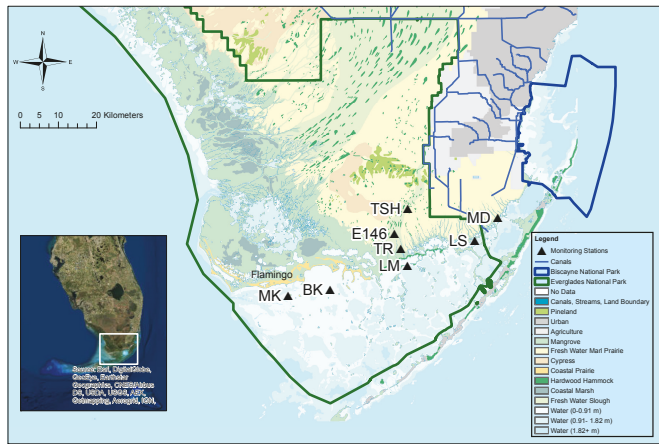 N
W E
S
0 5 10 20 Kilometers
TSH
MD
E146
LS
TR
LM
Flamingo
BK
MK
Source: Esri, DigitalGlobe,
GeoEye, Earthstar
Geographics, CNES/Airbus
DS, USDA, USGS, AEX,
Getmapping, Aerogrid, IGN,
Legend
Monitoring Stations
Canals
Biscayne National Park
Everglades National Park
No Data
Canals, Streams, Land Boundary
Pineland
Urban
Agriculture
Mangrove
Fresh Water Marl Prairie
Cypress
Coastal Prairie
Hardwood Hammock
Coastal Marsh
Fresh Water Slough
Water (0-0.91 m)
Water (0.91- 1.82 m)
Water (1.82+ m)